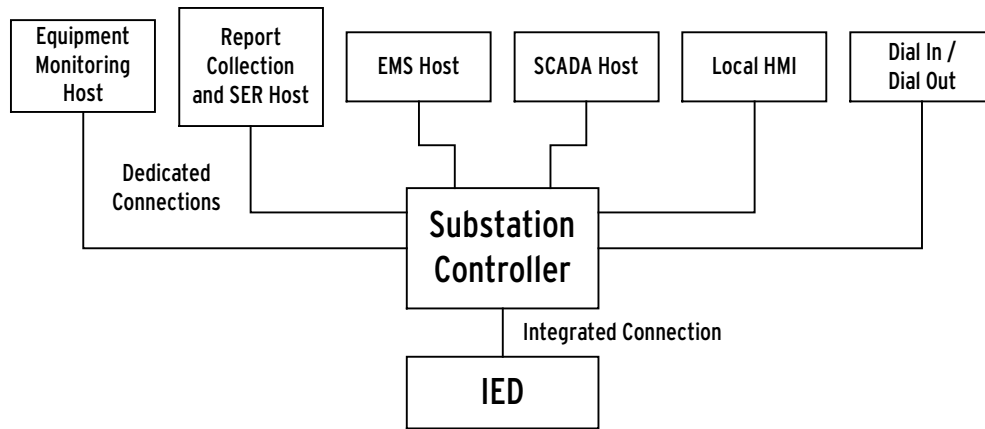 Equipment
Monitoring
Host
Report
Collection
and SER Host
EMS Host
SCADA Host
Local HMI
Dial In /
Dial Out
Dedicated
Connections
Substation
Controller
Integrated Connection
IED